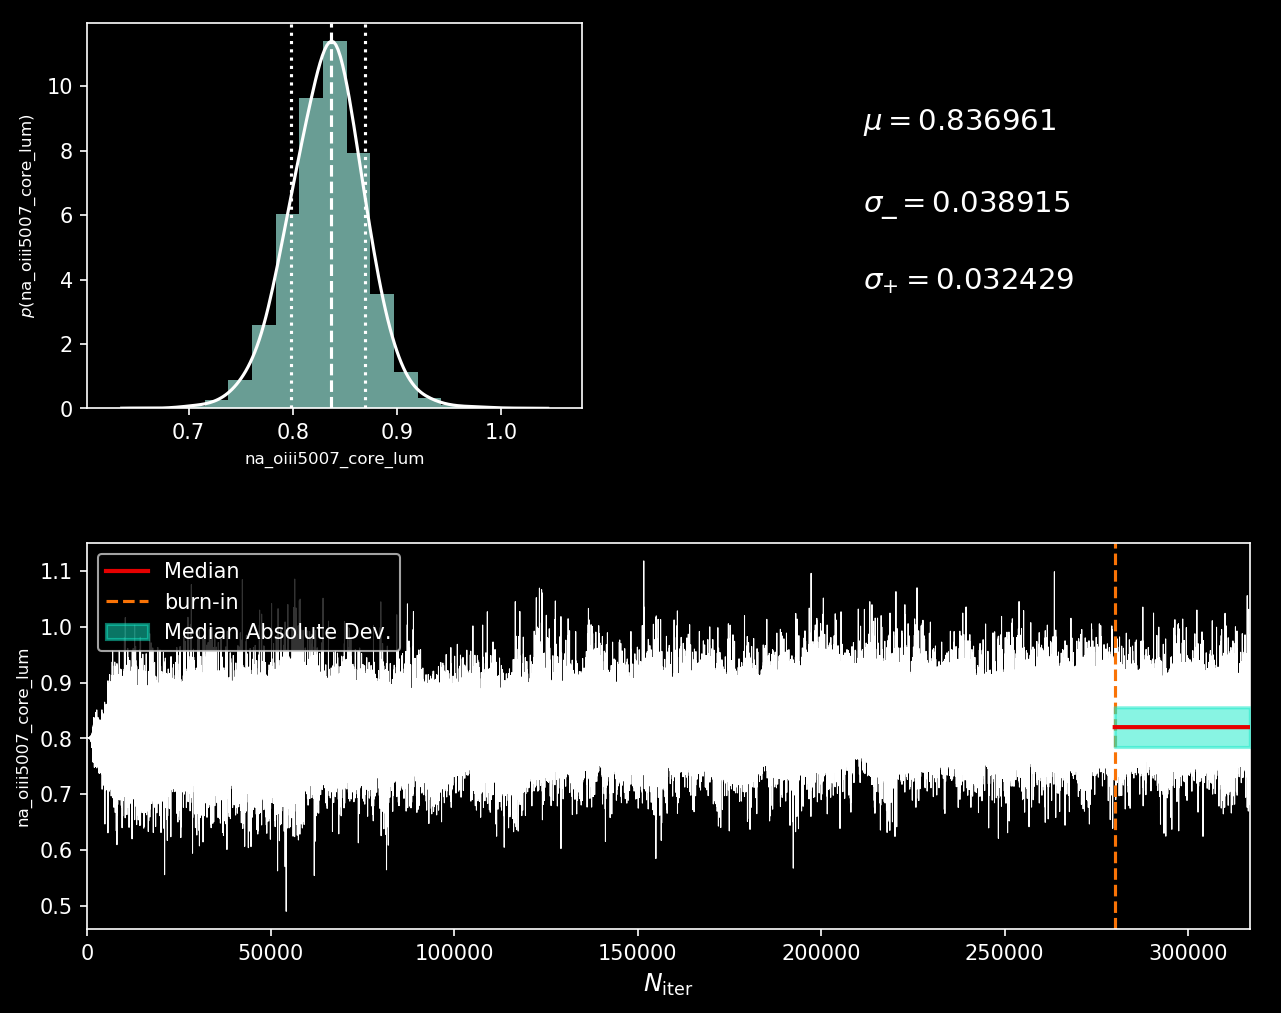 10
8
6
4
2
0
p(na_oiii5007_core_lum)
0.7 0.8 0.9 1.0
na_oiii5007_core_lum
μ = 0.836961
σ₋ = 0.038915
σ₊ = 0.032429
1.1
1.0
0.9
0.8
0.7
0.6
0.5
na_oiii5007_core_lum
Median
burn-in
Median Absolute Dev.
0 50000 100000 150000 200000 250000 300000
N_iter